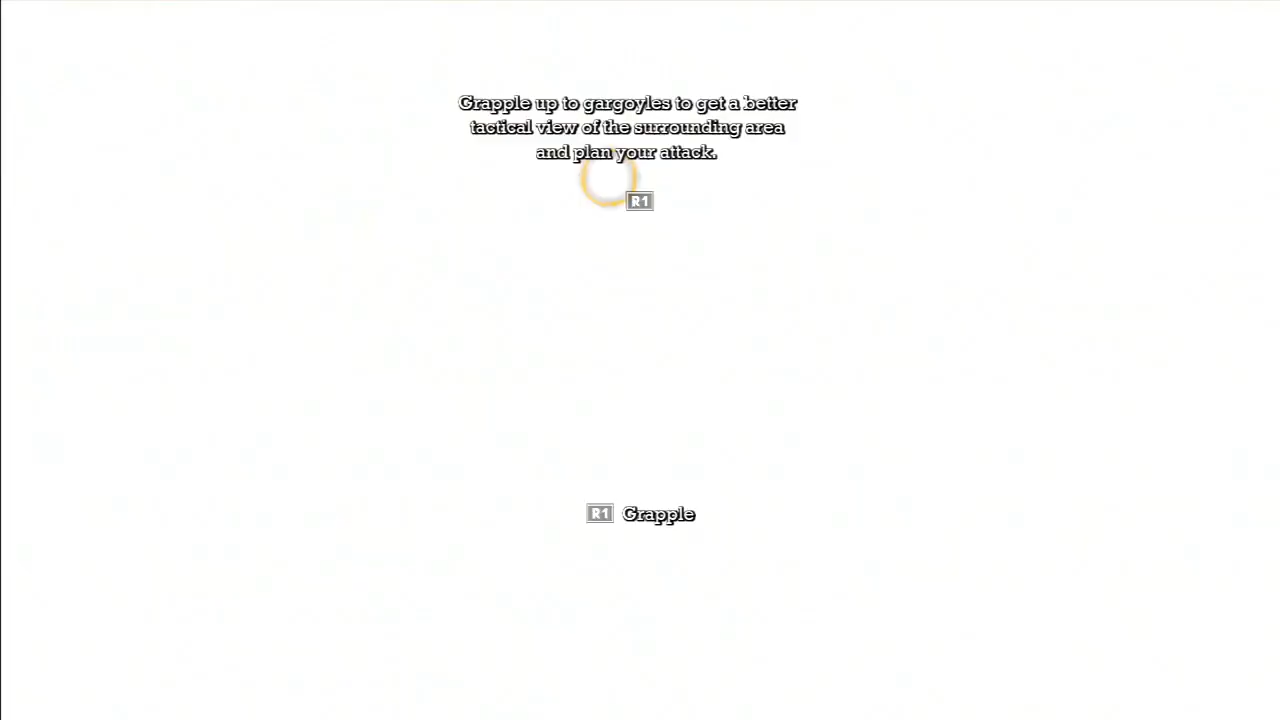 Grapple up to gargoyles to get a better
tactical view of the surrounding area
and plan your attack.
R1
R1 Grapple